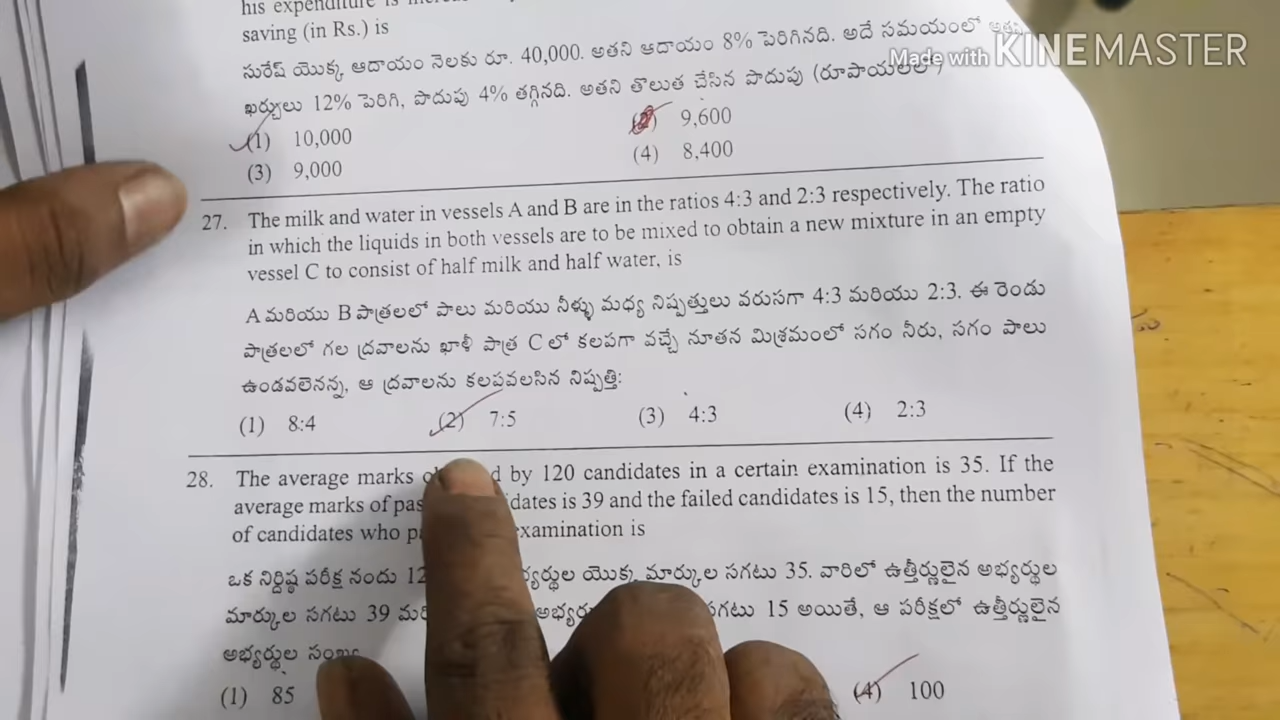 his expenditure is
saving (in Rs.) is
Made with KINEMASTER
సురేష్ యొక్క ఆదాయం నెలకు రూ. 40,000. అతని ఆదాయం 8% పెరిగినది. అదే సమయంలో అతని
ఖర్చులు 12% పెరిగి, పొదుపు 4% తగ్గినది. అతని తొలుత చేసిన పొదుపు (రూపాయలలో)
(1) 10,000 (2) 9,600
(3) 9,000 (4) 8,400
27. The milk and water in vessels A and B are in the ratios 4:3 and 2:3 respectively. The ratio
in which the liquids in both vessels are to be mixed to obtain a new mixture in an empty
vessel C to consist of half milk and half water, is
A మరియు B పాత్రలలో పాలు మరియు నీళ్ళు మధ్య నిష్పత్తులు వరుసగా 4:3 మరియు 2:3. ఈ రెండు
పాత్రలలో గల ద్రవాలను ఖాళీ పాత్ర C లో కలపగా వచ్చే నూతన మిశ్రమంలో సగం నీరు, సగం పాలు
ఉండవలెనన్న, ఆ ద్రవాలను కలపవలసిన నిష్పత్తి:
(1) 8:4 (2) 7:5 (3) 4:3 (4) 2:3
28. The average marks by 120 candidates in a certain examination is 35. If the
average marks of is 39 and the failed candidates is 15, then the number
of candidates who examination is
ఒక నిర్దిష్ఠ పరీక్ష నందు యొక్క మార్కుల సగటు 35. వారిలో ఉత్తీర్ణులైన అభ్యర్థుల
మార్కుల సగటు 39 సగటు 15 అయితే, ఆ పరీక్షలో ఉత్తీర్ణులైన
అభ్యర్థుల సంఖ్య
(1) 85 (4) 100